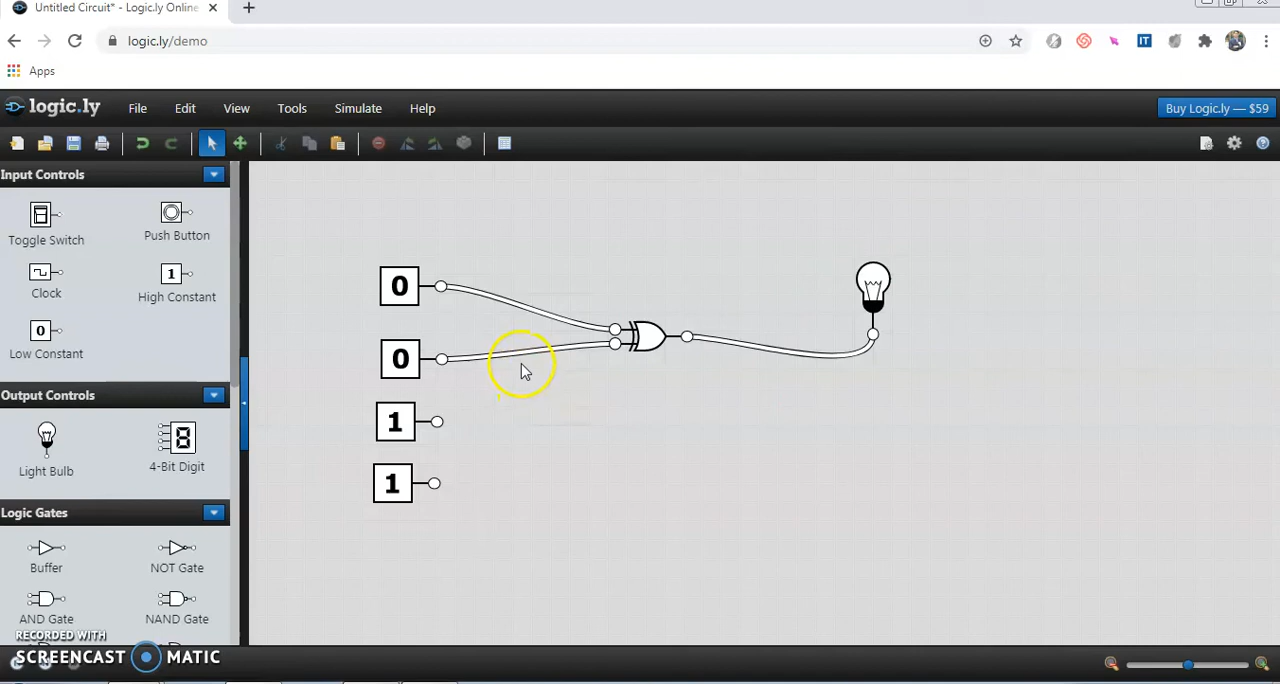 Untitled Circuit* - Logic.ly Online
logic.ly/demo
IT
Apps
logic.ly File Edit View Tools Simulate Help Buy Logic.ly — $59
Input Controls
Toggle Switch Push Button
1
Clock High Constant
0
Low Constant
Output Controls
Light Bulb 4-Bit Digit
Logic Gates
Buffer NOT Gate
AND Gate NAND Gate
0
0
1
1
RECORDED WITH
SCREENCAST MATIC